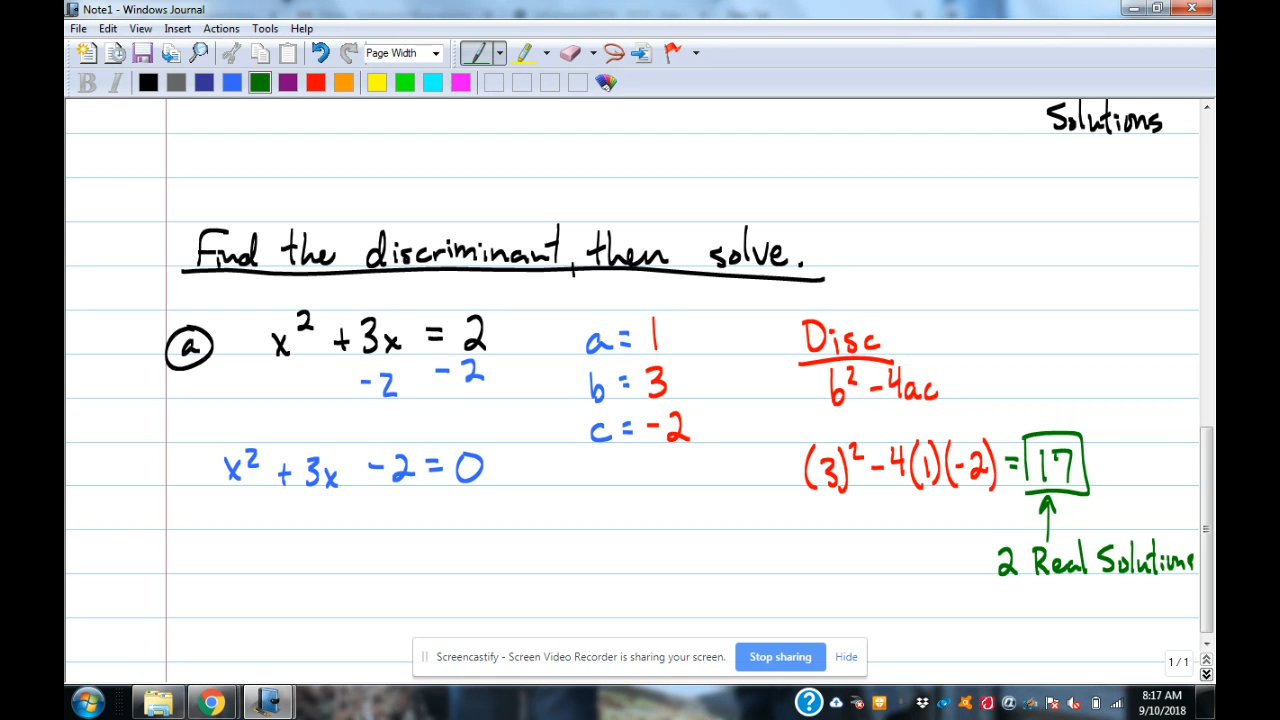 Note1 - Windows Journal
File Edit View Insert Actions Tools Help
Page Width
B I
Solutions
Find the discriminant, then solve.
a x² + 3x = 2
-2 -2
x² + 3x - 2 = 0
a = 1
b = 3
c = -2
Disc
b² - 4ac
(3)² - 4(1)(-2) = 17
2 Real Solutions
Screencastify - Screen Video Recorder is sharing your screen. Stop sharing Hide
1 / 1
8:17 AM
9/10/2018